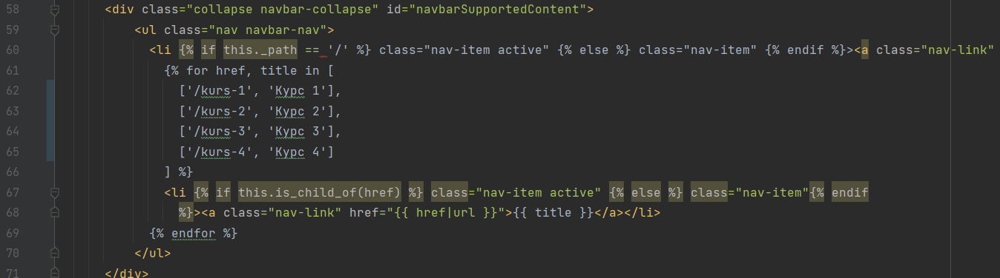 58 <div class="collapse navbar-collapse" id="navbarSupportedContent">
59 <ul class="nav navbar-nav">
60 <li {% if this._path == '/' %} class="nav-item active" {% else %} class="nav-item" {% endif %}><a class="nav-link"
61 {% for href, title in [
62 ['/kurs-1', 'Курс 1'],
63 ['/kurs-2', 'Курс 2'],
64 ['/kurs-3', 'Курс 3'],
65 ['/kurs-4', 'Курс 4']
66 ] %}
67 <li {% if this.is_child_of(href) %} class="nav-item active" {% else %} class="nav-item"{% endif
68 %}><a class="nav-link" href="{{ href|url }}">{{ title }}</a></li>
69 {% endfor %}
70 </ul>
71 </div>